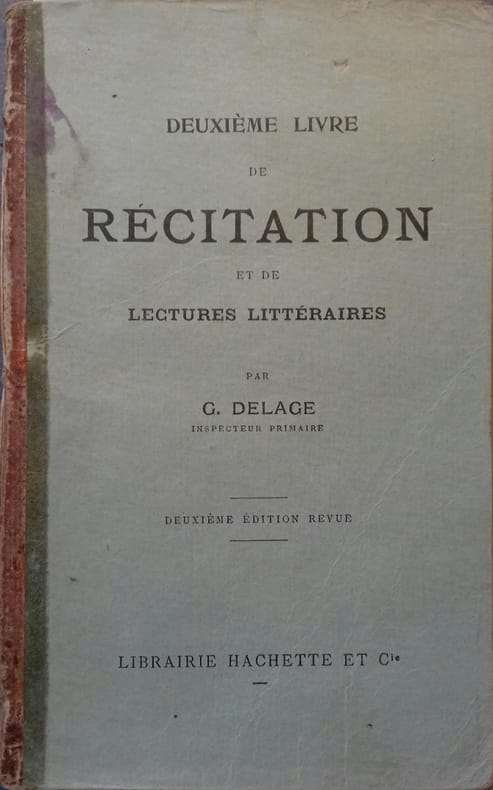 DEUXIÈME LIVRE
DE
RÉCITATION
ET DE
LECTURES LITTÉRAIRES
PAR
G. DELAGE
INSPECTEUR PRIMAIRE
DEUXIÈME ÉDITION REVUE
LIBRAIRIE HACHETTE ET Cie